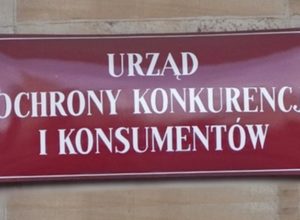 URZĄD
OCHRONY KONKURENCJ
I KONSUMENTÓW